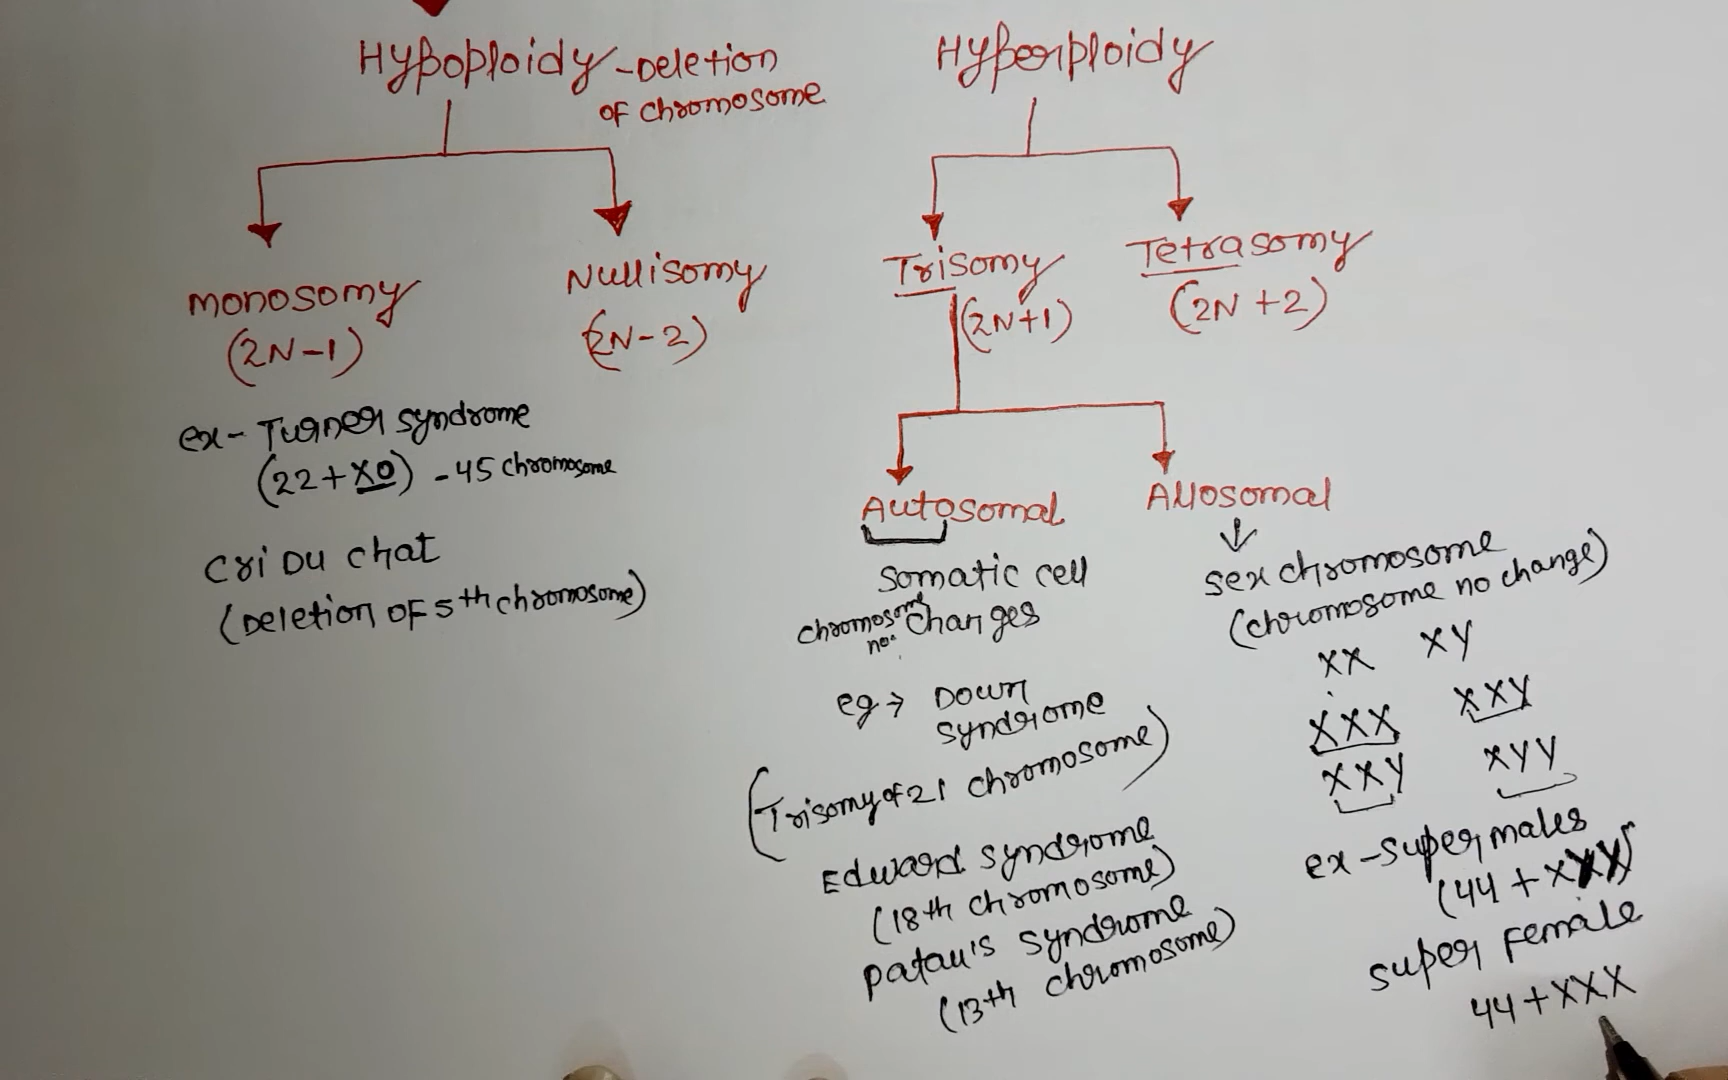 Hypoploidy - Deletion
of chromosome
Hyperploidy
Monosomy
(2N-1)
Nullisomy
(2N-2)
Trisomy
(2N+1)
Tetrasomy
(2N+2)
ex- Turner syndrome
(22+XO) - 45 chromosome
Cri Du chat
(Deletion of 5th chromosome)
Autosomal
Somatic cell
chromosome no. changes
eg → Down
syndrome
(Trisomy of 21 chromosome)
Edward syndrome
(18th chromosome)
Patau's syndrome
(13th chromosome)
Allosomal
↓
sex chromosome
(chromosome no change)
XX XY
XXX XXY
XXY XYY
ex - super males
(44 + XYY)
super female
44 + XXX